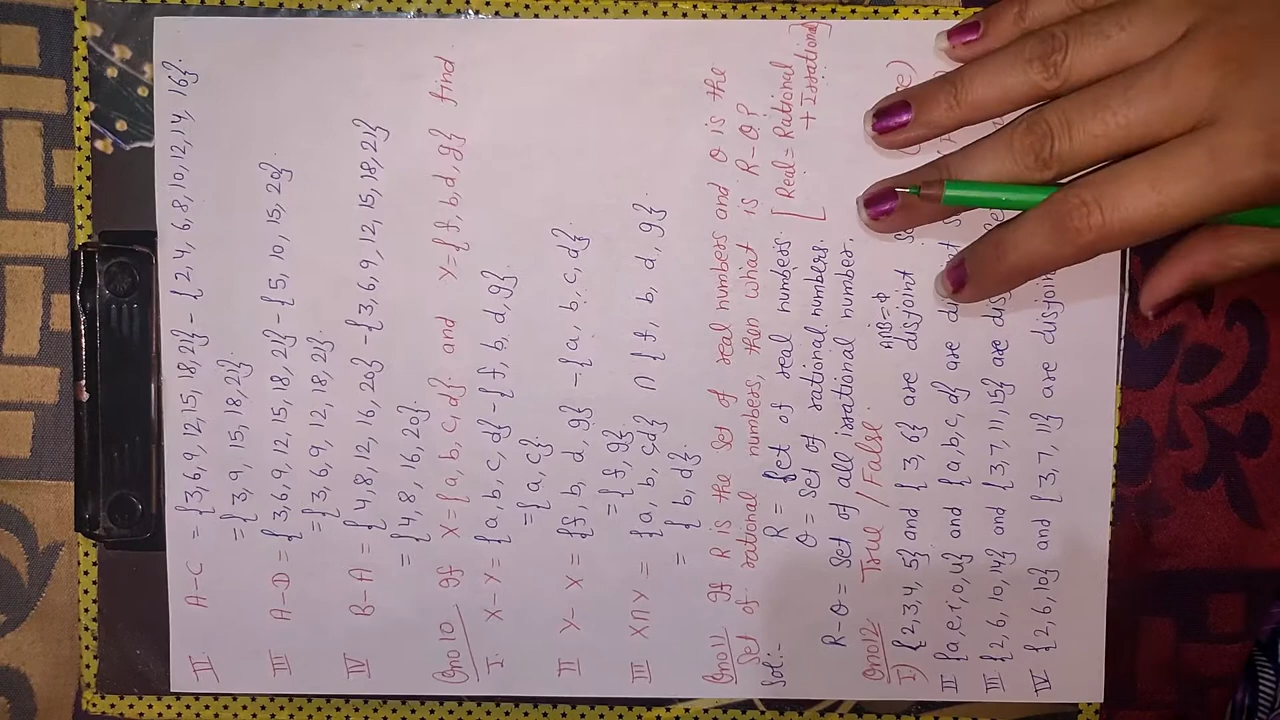 II A-C = {3,6,9,12,15,18,21} - {2,4,6,8,10,12,14,16}
= {3,9,15,18,21}.
III A-D = {3,6,9,12,15,18,21} - {5,10,15,20}
= {3,6,9,12,18,21}
IV B-A = {4,8,12,16,20} - {3,6,9,12,15,18,21}
= {4,8,16,20}.
Qno10 If X={a,b,c,d} and Y={f,b,d,g} find
I. X-Y = {a,b,c,d} - {f,b,d,g}
= {a,c}
II Y-X = {f,b,d,g} - {a,b,c,d}
= {f,g}
III X∩Y = {a,b,c,d} ∩ {f,b,d,g}
= {b,d}
Qno11 If R is the set of real numbers and Q is the
set of rational numbers, then what is R-Q?
Sol:- R = set of real numbers. [Real = Rational
Q = set of rational numbers. + Irrational]
R-Q = set of all irrational number.
Qno12 True / False. A∩B=ϕ
I) {2,3,4,5} and {3,6} are disjoint
II {a,e,i,o,u} and {a,b,c,d} are
III {2,6,10,14} and {3,7,11,15} are
IV {2,6,10} and {3,7,11} are